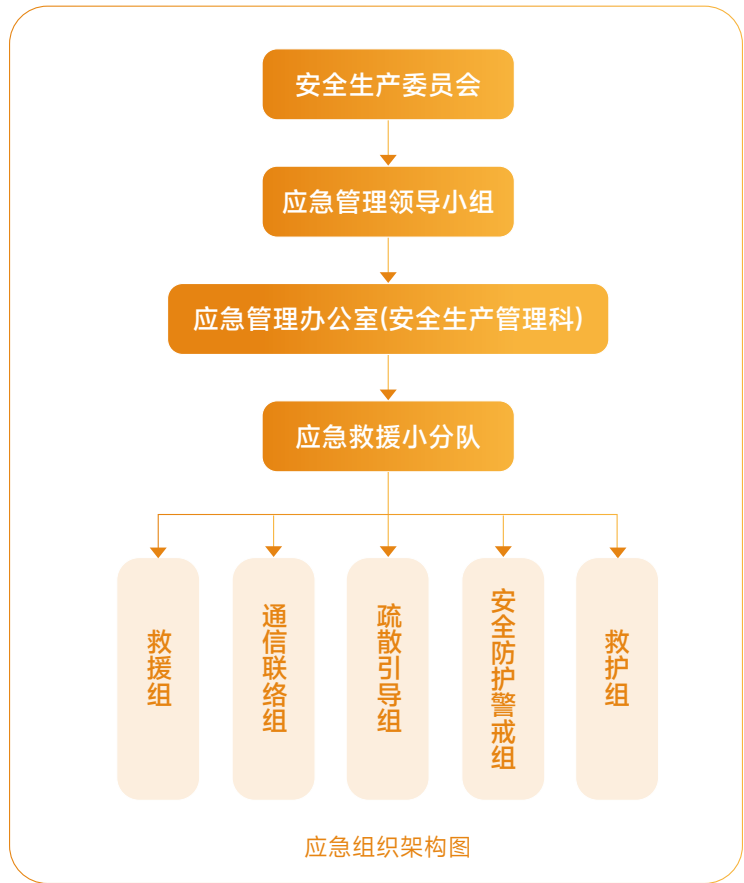 安全生产委员会
应急管理领导小组
应急管理办公室(安全生产管理科)
应急救援小分队
救援组
通信联络组
疏散引导组
安全防护警戒组
救护组
应急组织架构图